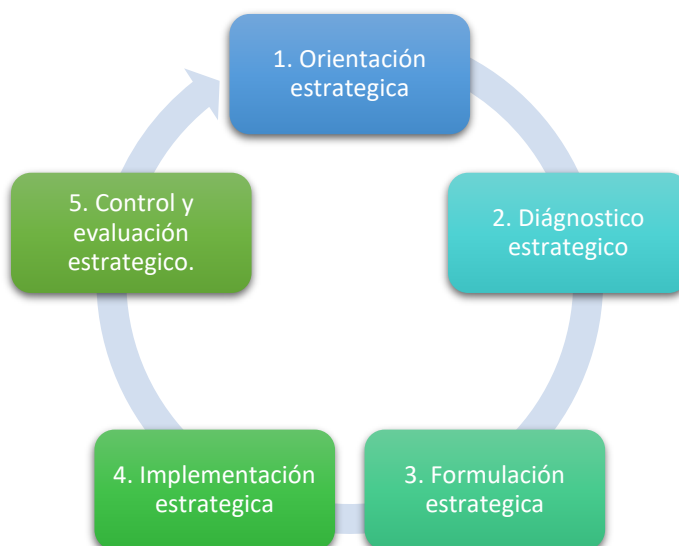 1. Orientación
estrategica
2. Diágnostico
estrategico
3. Formulación
estrategica
4. Implementación
estrategica
5. Control y
evaluación
estrategico.